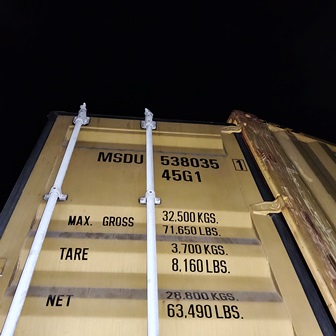 MSDU 538035 1
45G1
MAX. GROSS 32,500 KGS.
71,650 LBS.
TARE 3,700 KGS.
8,160 LBS.
NET 28,800 KGS.
63,490 LBS.